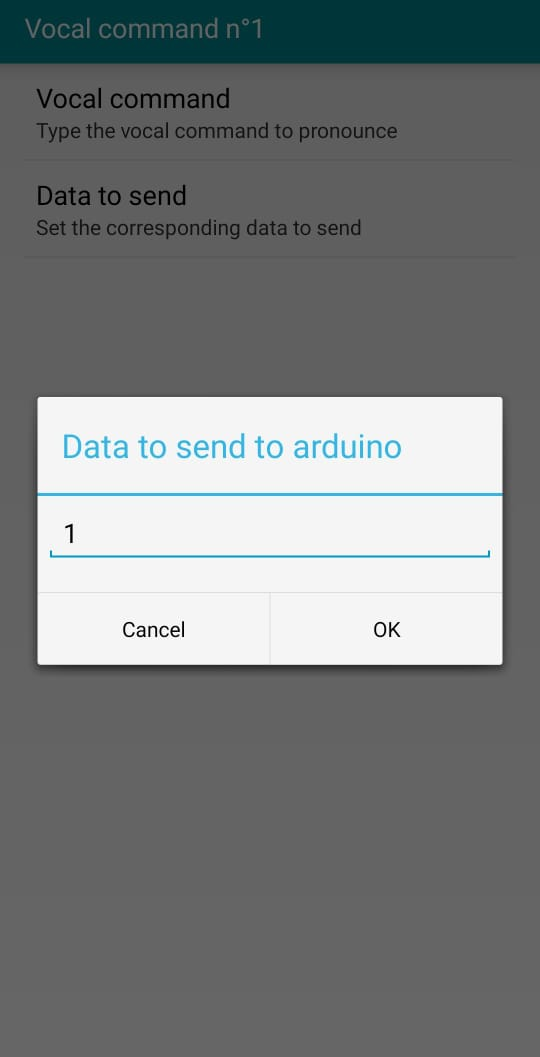 Vocal command n°1
Vocal command
Type the vocal command to pronounce
Data to send
Set the corresponding data to send
Data to send to arduino
1
Cancel OK